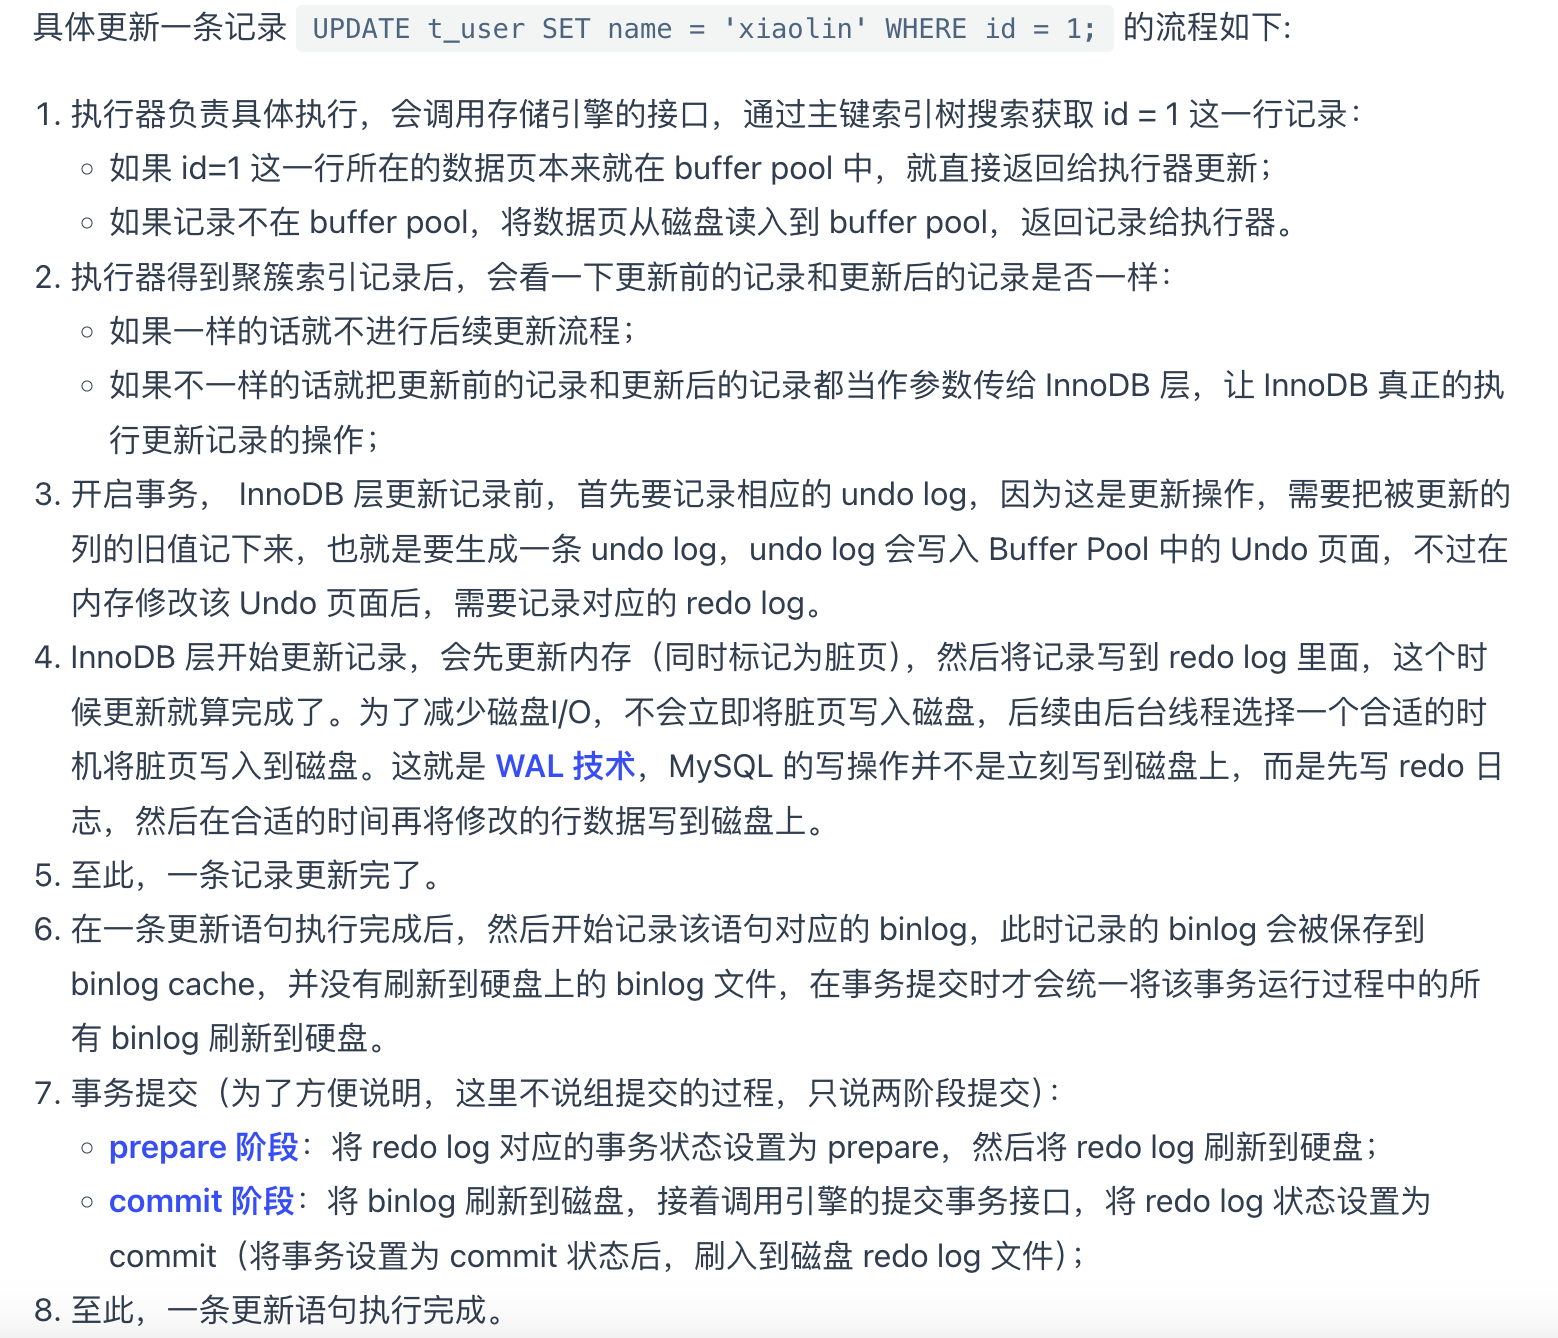 具体更新一条记录 UPDATE t_user SET name = 'xiaolin' WHERE id = 1; 的流程如下:
1. 执行器负责具体执行，会调用存储引擎的接口，通过主键索引树搜索获取 id = 1 这一行记录：
○ 如果 id=1 这一行所在的数据页本来就在 buffer pool 中，就直接返回给执行器更新；
○ 如果记录不在 buffer pool，将数据页从磁盘读入到 buffer pool，返回记录给执行器。
2. 执行器得到聚簇索引记录后，会看一下更新前的记录和更新后的记录是否一样：
○ 如果一样的话就不进行后续更新流程；
○ 如果不一样的话就把更新前的记录和更新后的记录都当作参数传给 InnoDB 层，让 InnoDB 真正的执
行更新记录的操作；
3. 开启事务， InnoDB 层更新记录前，首先要记录相应的 undo log，因为这是更新操作，需要把被更新的
列的旧值记下来，也就是要生成一条 undo log，undo log 会写入 Buffer Pool 中的 Undo 页面，不过在
内存修改该 Undo 页面后，需要记录对应的 redo log。
4. InnoDB 层开始更新记录，会先更新内存（同时标记为脏页），然后将记录写到 redo log 里面，这个时
候更新就算完成了。为了减少磁盘I/O，不会立即将脏页写入磁盘，后续由后台线程选择一个合适的时
机将脏页写入到磁盘。这就是 WAL 技术，MySQL 的写操作并不是立刻写到磁盘上，而是先写 redo 日
志，然后在合适的时间再将修改的行数据写到磁盘上。
5. 至此，一条记录更新完了。
6. 在一条更新语句执行完成后，然后开始记录该语句对应的 binlog，此时记录的 binlog 会被保存到
binlog cache，并没有刷新到硬盘上的 binlog 文件，在事务提交时才会统一将该事务运行过程中的所
有 binlog 刷新到硬盘。
7. 事务提交（为了方便说明，这里不说组提交的过程，只说两阶段提交）：
○ prepare 阶段：将 redo log 对应的事务状态设置为 prepare，然后将 redo log 刷新到硬盘；
○ commit 阶段：将 binlog 刷新到磁盘，接着调用引擎的提交事务接口，将 redo log 状态设置为
commit（将事务设置为 commit 状态后，刷入到磁盘 redo log 文件）；
8. 至此，一条更新语句执行完成。